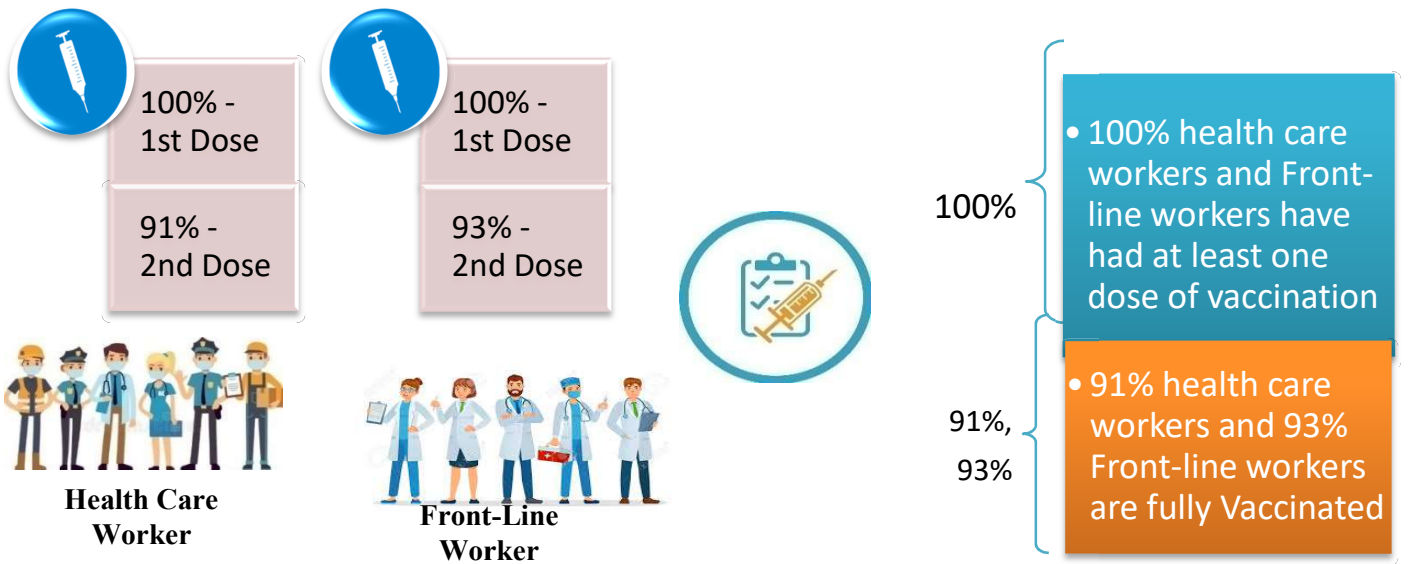 100% -
1st Dose
91% -
2nd Dose
Health Care
Worker
100% -
1st Dose
93% -
2nd Dose
Front-Line
Worker
100%
• 100% health care
workers and Front-
line workers have
had at least one
dose of vaccination
91%,
93%
• 91% health care
workers and 93%
Front-line workers
are fully Vaccinated